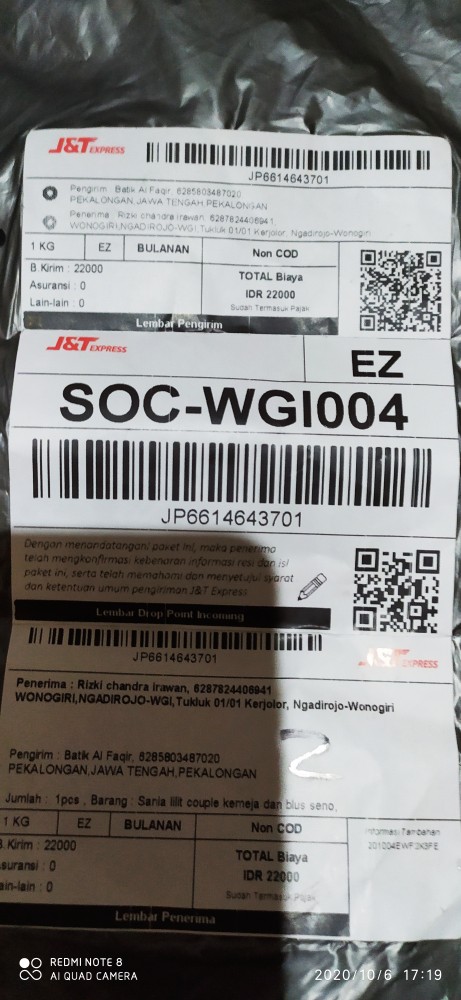 J&T EXPRESS
JP6614643701
Pengirim : Batik Al Faqir, 6285803487020
PEKALONGAN,JAWA TENGAH,PEKALONGAN
Penerima : Rizki chandra irawan, 6287824406941
WONOGIRI,NGADIROJO-WGI,Tukluk 01/01 Kerjolor, Ngadirojo-Wonogiri
1 KG EZ BULANAN Non COD
B.Kirim : 22000
Asuransi : 0
Lain-lain : 0
TOTAL Biaya
IDR 22000
Sudah Termasuk Pajak
Lembar Pengirim
J&T EXPRESS
EZ
SOC-WGI004
JP6614643701
Dengan menandatangani paket ini, maka penerima
telah mengkonfirmasi kebenaran informasi resi dan isi
paket ini, serta telah memahami dan menyetujui syarat
dan ketentuan umum pengiriman J&T Express
Lembar Drop Point Incoming
JP6614643701
J&T EXPRESS
Penerima : Rizki chandra irawan, 6287824406941
WONOGIRI,NGADIROJO-WGI,Tukluk 01/01 Kerjolor, Ngadirojo-Wonogiri
2
Pengirim : Batik Al Faqir, 6285803487020
PEKALONGAN,JAWA TENGAH,PEKALONGAN
Jumlah : 1pcs , Barang : Sania lilit couple kemeja dan blus seno,
1 KG EZ BULANAN Non COD
B.Kirim : 22000
Asuransi : 0
Lain-lain : 0
TOTAL Biaya
IDR 22000
Sudah Termasuk Pajak
Informasi Tambahan
Lembar Penerima
REDMI NOTE 8
AI QUAD CAMERA
2020/10/6 17:19